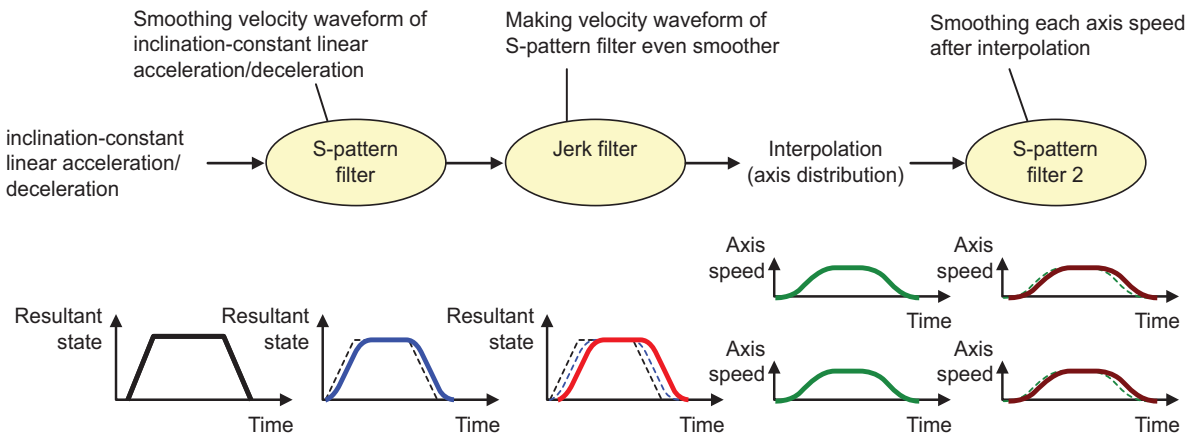 Smoothing velocity waveform of
inclination-constant linear
acceleration/deceleration
Making velocity waveform of
S-pattern filter even smoother
Smoothing each axis speed
after interpolation
inclination-constant
linear acceleration/
deceleration
S-pattern
filter
Jerk filter
Interpolation
(axis distribution)
S-pattern
filter 2
Resultant
state
Time
Resultant
state
Time
Resultant
state
Time
Axis
speed
Time
Axis
speed
Time
Axis
speed
Time
Axis
speed
Time